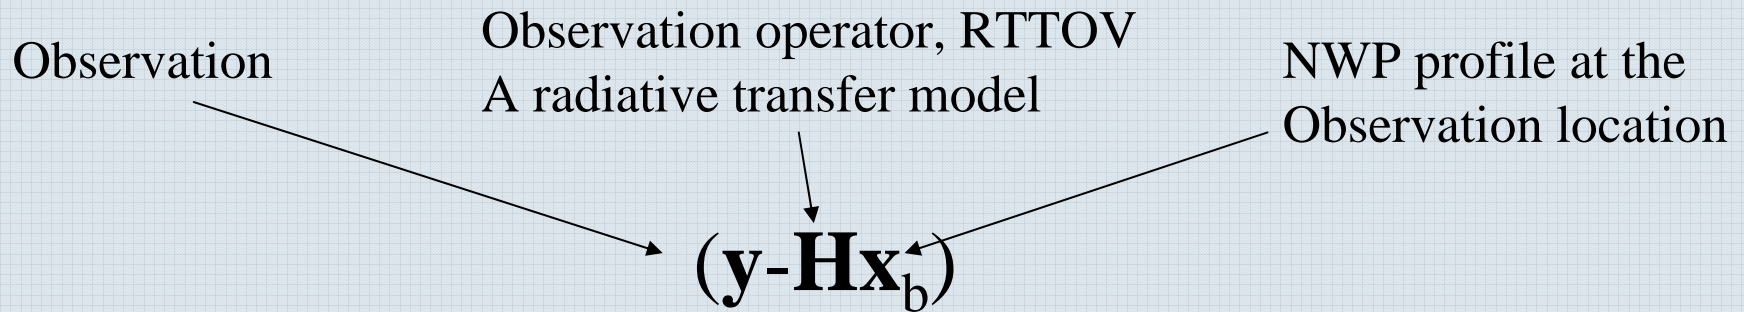 Observation
Observation operator, RTTOV
A radiative transfer model
NWP profile at the
Observation location
(y-Hxb)